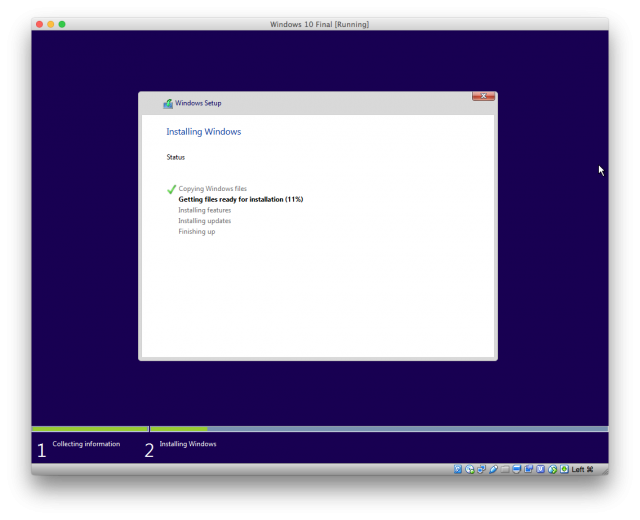 Windows 10 Final [Running]
Windows Setup
Installing Windows
Status
Copying Windows files
Getting files ready for installation (11%)
Installing features
Installing updates
Finishing up
1 Collecting information
2 Installing Windows
Left ⌘